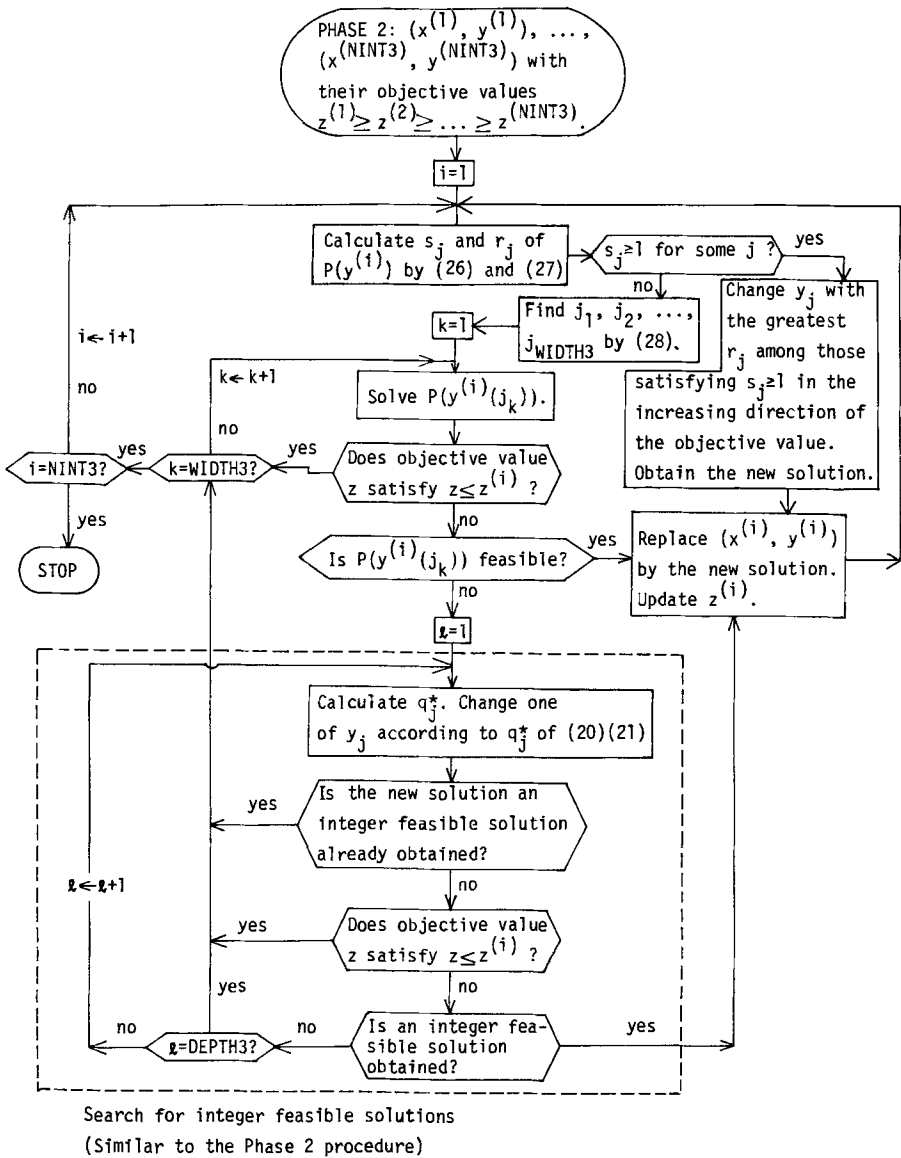 PHASE 2: (x^(1), y^(1)), ...,
(x^(NINT3), y^(NINT3)) with
their objective values
z^(1) ≥ z^(2) ≥ ... ≥ z^(NINT3).
i=1
Calculate s_j and r_j of
P(y^(i)) by (26) and (27)
s_j≥1 for some j ?
yes
no
Change y_j with
the greatest
r_j among those
satisfying s_j≥1 in the
increasing direction of
the objective value.
Obtain the new solution.
Find j_1, j_2, ...,
j_WIDTH3 by (28).
k=1
i←i+1
no
k←k+1
Solve P(y^(i)(j_k)).
no
i=NINT3?
yes
k=WIDTH3?
yes
Does objective value
z satisfy z≤z^(i) ?
no
yes
STOP
Is P(y^(i)(j_k)) feasible?
yes
no
Replace (x^(i), y^(i))
by the new solution.
Update z^(i).
ℓ=1
Calculate q*_j. Change one
of y_j according to q*_j of (20)(21)
yes
Is the new solution an
integer feasible solution
already obtained?
no
ℓ←ℓ+1
yes
Does objective value
z satisfy z≤z^(i) ?
no
yes
no
ℓ=DEPTH3?
no
Is an integer fea-
sible solution
obtained?
yes
Search for integer feasible solutions
(Similar to the Phase 2 procedure)